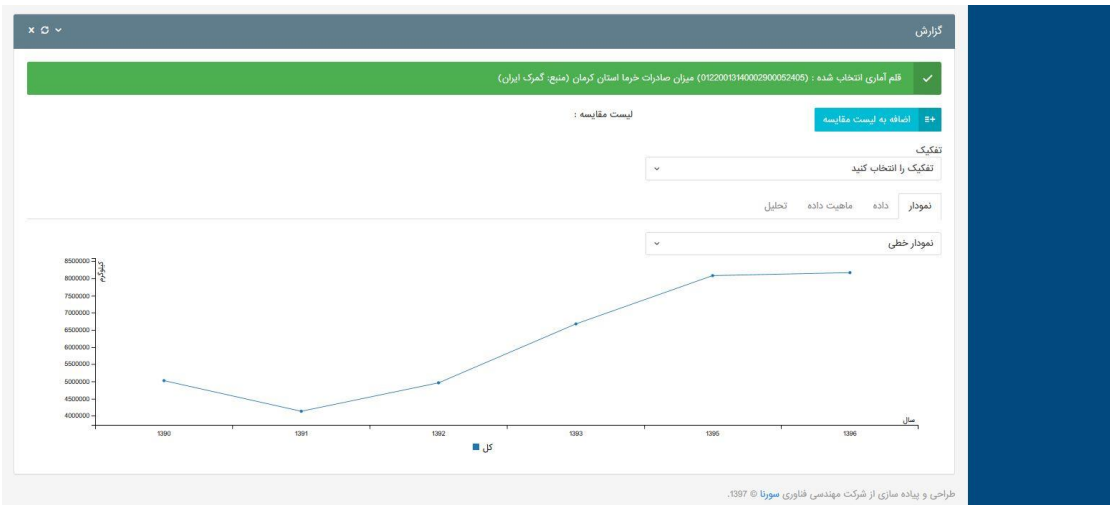 گزارش
قلم آماری انتخاب شده : (01220013140002900052405) میزان صادرات خرما استان کرمان (منبع: گمرک ایران)
اضافه به لیست مقایسه
لیست مقایسه :
تفکیک
تفکیک را انتخاب کنید
نمودار داده ماهیت داده تحلیل
نمودار خطی
کیلوگرم
8500000
8000000
7500000
7000000
6500000
6000000
5500000
5000000
4500000
4000000
سال
1390 1391 1392 1393 1395 1396
کل
طراحی و پیاده سازی از شرکت مهندسی فناوری سورنا © 1397.